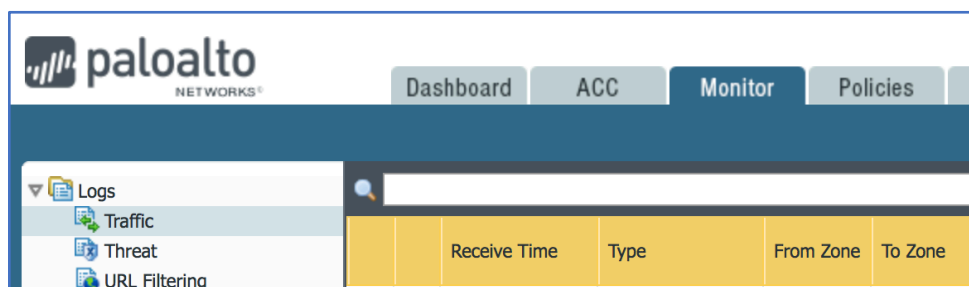 paloalto
NETWORKS®
Dashboard ACC Monitor Policies
Logs
Traffic
Threat
URL Filtering
Receive Time Type From Zone To Zone